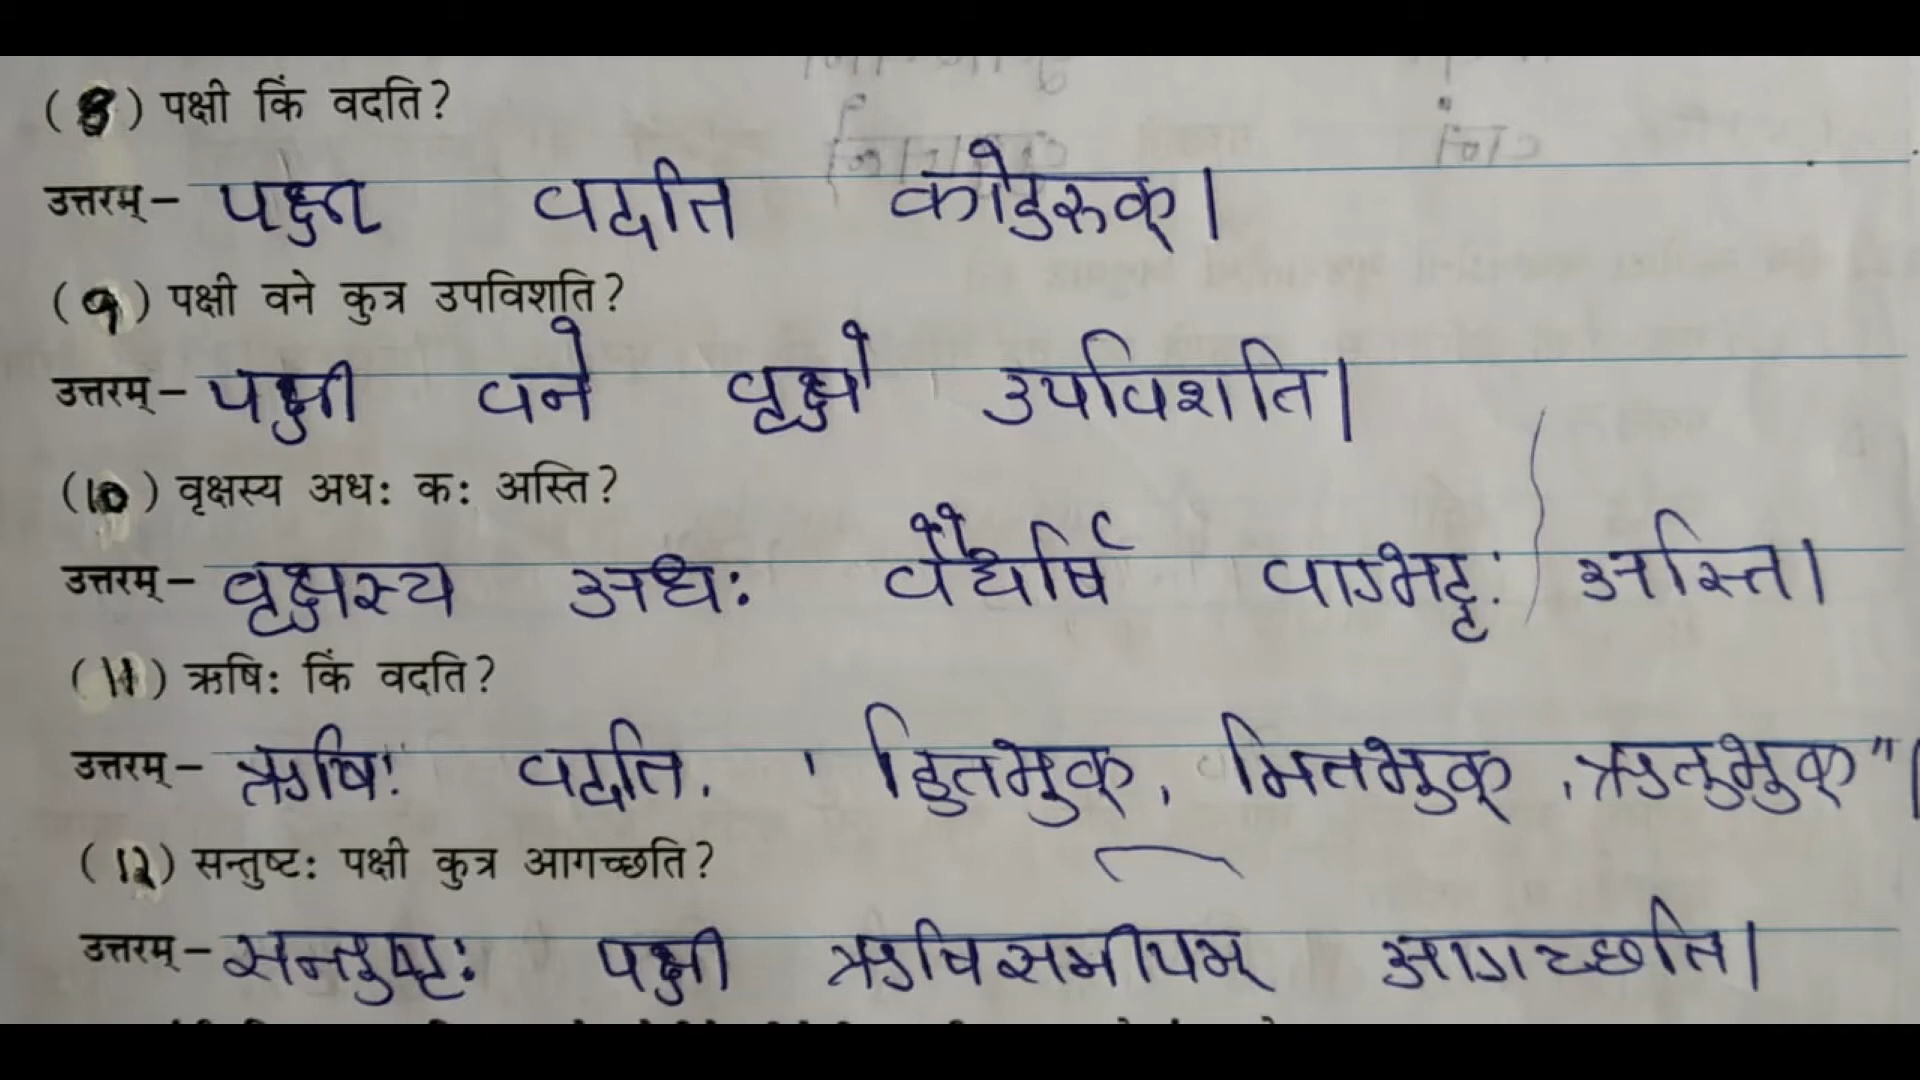 (8) पक्षी किं वदति?
उत्तरम् – पक्षी वदति कोडरुक्।
(9) पक्षी वने कुत्र उपविशति?
उत्तरम् – पक्षी वने वृक्षे उपविशति।
(10) वृक्षस्य अधः कः अस्ति?
उत्तरम् – वृक्षस्य अधः वैद्यर्षि वाग्भट्टः अस्ति।
(11) ऋषिः किं वदति?
उत्तरम् – ऋषिः वदति, ' हितभुक्, मितभुक्, ऋतुभुक्"।
(12) सन्तुष्टः पक्षी कुत्र आगच्छति?
उत्तरम् – सन्तुष्टः पक्षी ऋषिसमीपम् आगच्छति।